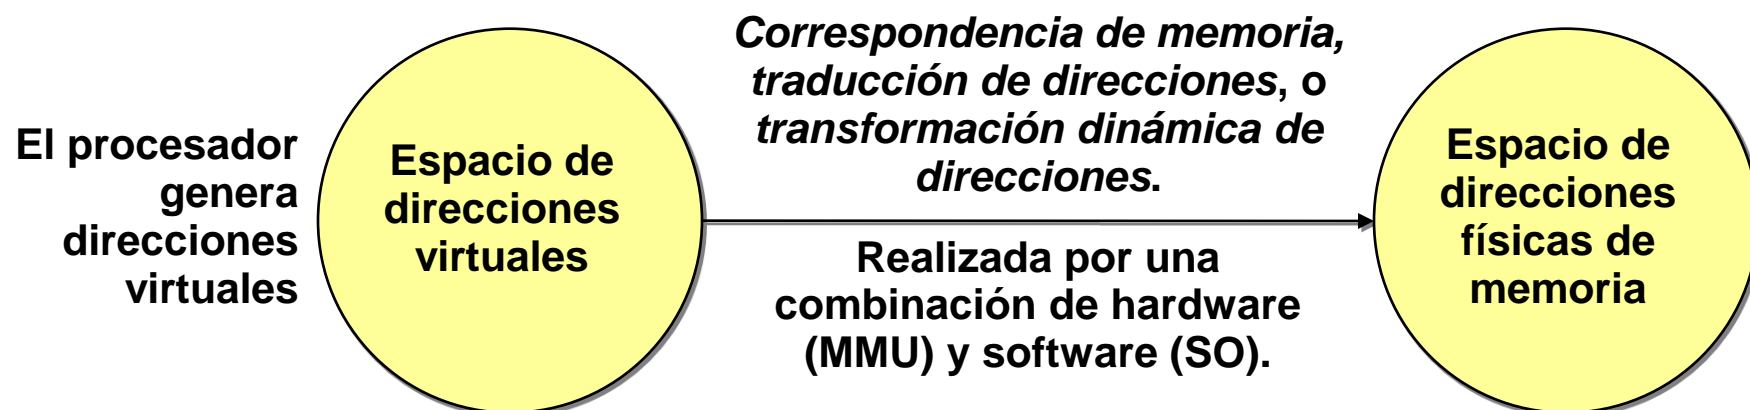 El procesador
genera
direcciones
virtuales
Espacio de
direcciones
virtuales
Correspondencia de memoria,
traducción de direcciones, o
transformación dinámica de
direcciones.
Realizada por una
combinación de hardware
(MMU) y software (SO).
Espacio de
direcciones
físicas de
memoria